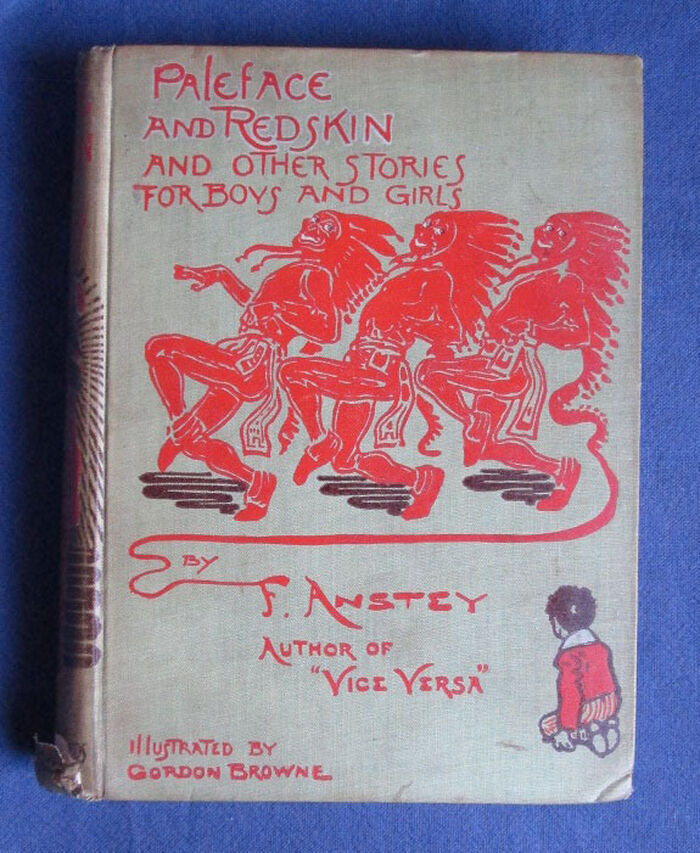 PALEFACE
AND REDSKIN
AND OTHER STORIES
FOR BOYS AND GIRLS
BY
F. ANSTEY
AUTHOR OF
"VICE VERSA"
ILLUSTRATED BY
GORDON BROWNE